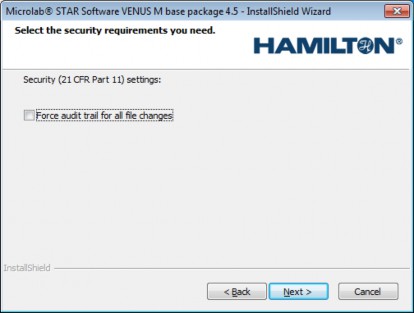 Microlab® STAR Software VENUS M base package 4.5 - InstallShield Wizard
Select the security requirements you need.
HAMILTON®
Security (21 CFR Part 11) settings:
Force audit trail for all file changes
InstallShield
< Back
Next >
Cancel